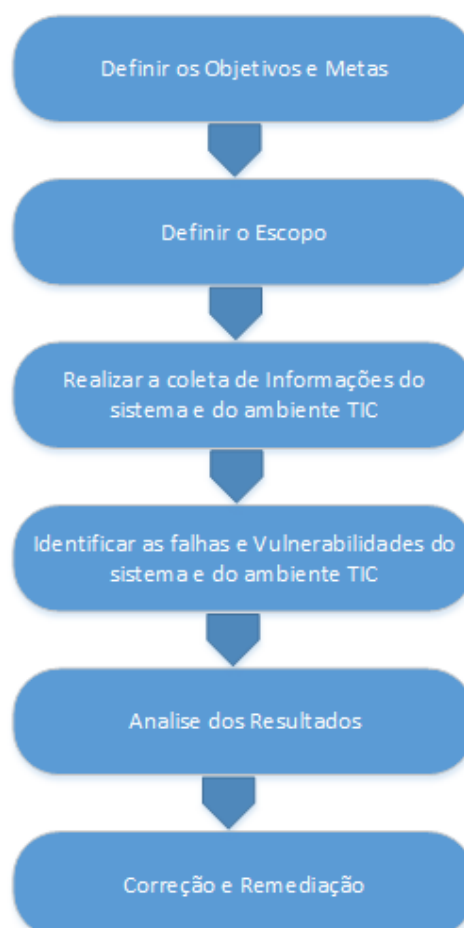 Definir os Objetivos e Metas
Definir o Escopo
Realizar a coleta de Informações do
sistema e do ambiente TIC
Identificar as falhas e Vulnerabilidades do
sistema e do ambiente TIC
Analise dos Resultados
Correção e Remediação